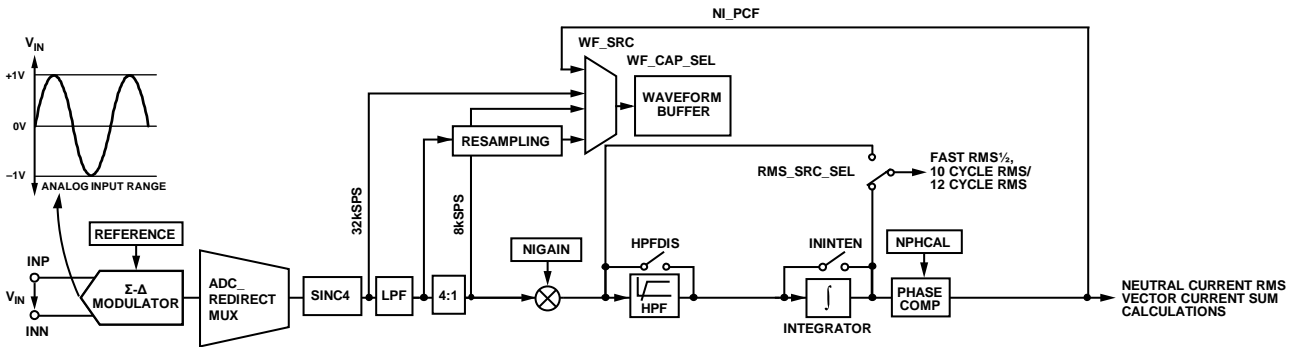 NI_PCF
WF_SRC
WF_CAP_SEL
WAVEFORM
BUFFER
RESAMPLING
V_IN
+1V
0V
–1V
ANALOG INPUT RANGE
RMS_SRC_SEL
FAST RMS½,
10 CYCLE RMS/
12 CYCLE RMS
32kSPS
8kSPS
REFERENCE
INP
V_IN
INN
Σ-Δ
MODULATOR
ADC_
REDIRECT
MUX
SINC4
LPF
4:1
NIGAIN
HPFDIS
HPF
ININTEN
∫
INTEGRATOR
NPHCAL
PHASE
COMP
NEUTRAL CURRENT RMS
VECTOR CURRENT SUM
CALCULATIONS